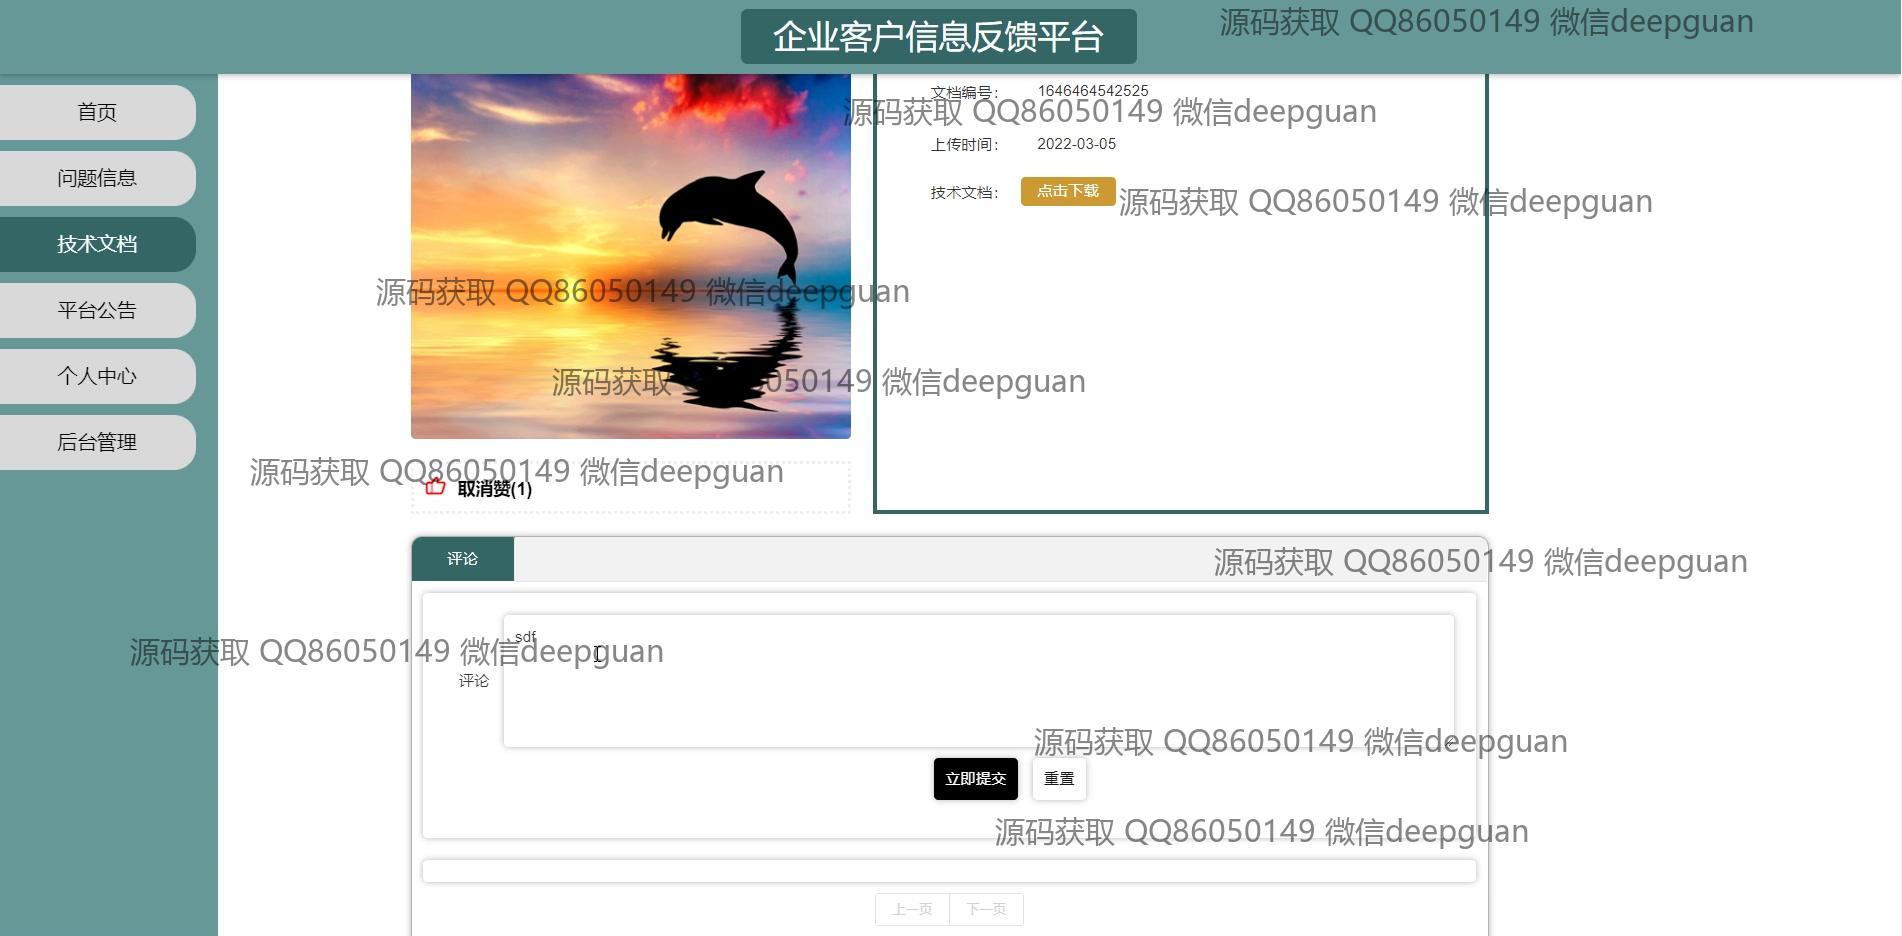 企业客户信息反馈平台
源码获取 QQ86050149 微信deepguan
首页
问题信息
技术文档
平台公告
个人中心
后台管理
文档编号： 1646464542525
源码获取 QQ86050149 微信deepguan
上传时间： 2022-03-05
技术文档： 点击下载
源码获取 QQ86050149 微信deepguan
源码获取 QQ86050149 微信deepguan
源码获取 QQ86050149 微信deepguan
源码获取 QQ86050149 微信deepguan
取消赞(1)
评论
源码获取 QQ86050149 微信deepguan
sdf
源码获取 QQ86050149 微信deepguan
评论
源码获取 QQ86050149 微信deepguan
立即提交 重置
源码获取 QQ86050149 微信deepguan
上一页 下一页